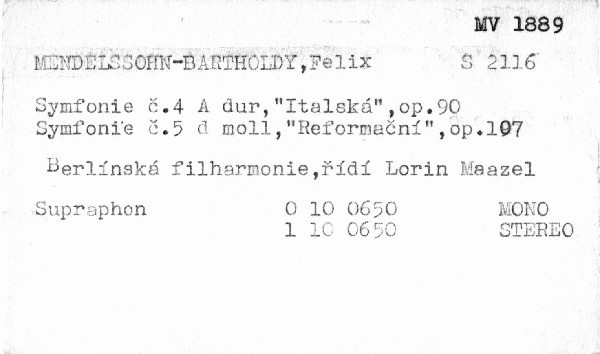 MV 1889
MENDELSSOHN-BARTHOLDY,Felix S 2116
Symfonie č.4 A dur,"Italská",op.90
Symfonie č.5 d moll,"Reformační",op.107
Berlínská filharmonie,řídí Lorin Maazel
Supraphon 0 10 0650 MONO
1 10 0650 STEREO